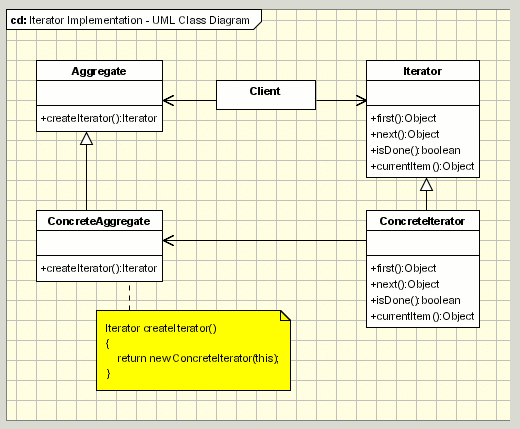 cd: Iterator Implementation - UML Class Diagram
Aggregate
+createIterator():Iterator
Client
Iterator
+first():Object
+next():Object
+isDone():boolean
+currentItem():Object
ConcreteAggregate
+createIterator():Iterator
ConcreteIterator
+first():Object
+next():Object
+isDone():boolean
+currentItem():Object
Iterator createIterator()
{
return new ConcreteIterator(this);
}